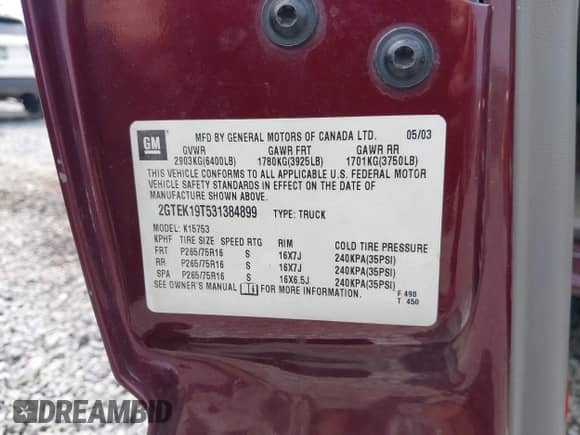 GM
MFD BY GENERAL MOTORS OF CANADA LTD. 05/03
GVWR GAWR FRT GAWR RR
2903KG(6400LB) 1780KG(3925LB) 1701KG(3750LB)
THIS VEHICLE CONFORMS TO ALL APPLICABLE U.S. FEDERAL MOTOR
VEHICLE SAFETY STANDARDS IN EFFECT ON THE DATE OF
MANUFACTURE SHOWN ABOVE.
2GTEK19T531384899 TYPE: TRUCK
MODEL: K15753
KPHF TIRE SIZE SPEED RTG RIM COLD TIRE PRESSURE
FRT P265/75R16 S 16X7J 240KPA(35PSI)
RR P265/75R16 S 16X7J 240KPA(35PSI)
SPA P265/75R16 S 16X6.5J 240KPA(35PSI)
SEE OWNER'S MANUAL FOR MORE INFORMATION.
F 490
T 450
DREAMBID